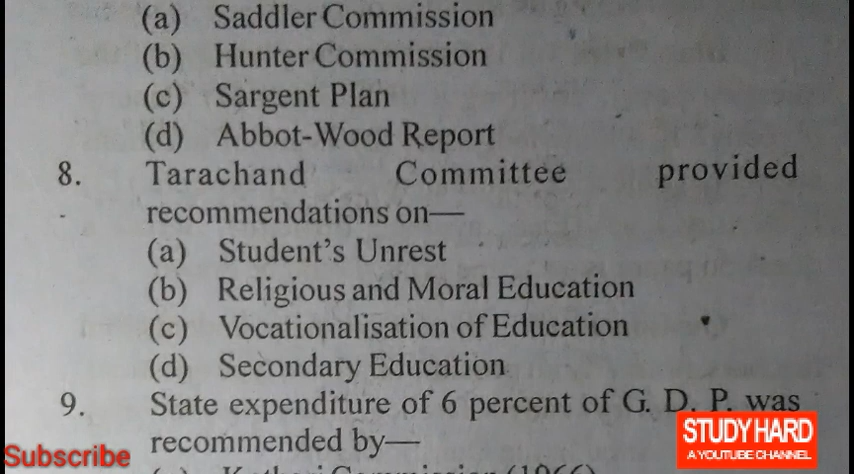 (a) Saddler Commission
(b) Hunter Commission
(c) Sargent Plan
(d) Abbot-Wood Report
8. Tarachand Committee provided
recommendations on—
(a) Student's Unrest
(b) Religious and Moral Education
(c) Vocationalisation of Education
(d) Secondary Education
9. State expenditure of 6 percent of G. D. P. was
recommended by—
STUDY HARD
A YOUTUBE CHANNEL
Subscribe